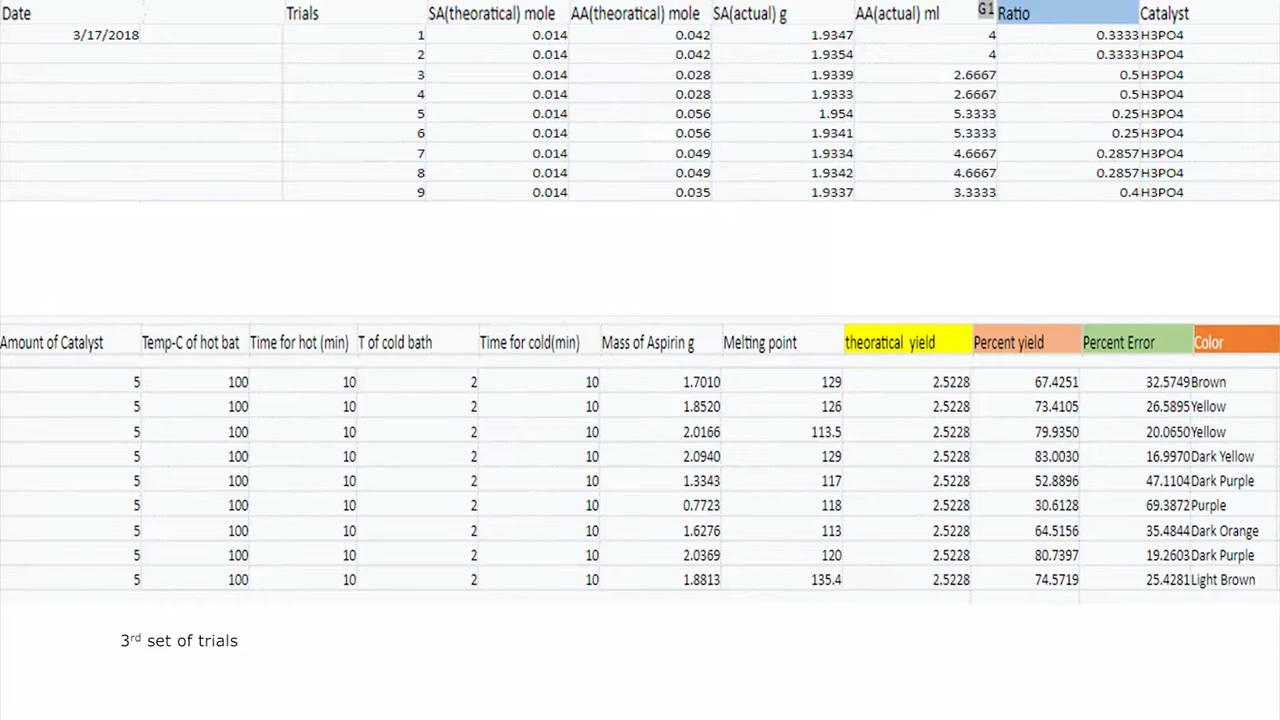 Date Trials SA(theoratical) mole AA(theoratical) mole SA(actual) g AA(actual) ml G1 Ratio Catalyst
3/17/2018 1 0.014 0.042 1.9347 4 0.3333 H3PO4
2 0.014 0.042 1.9354 4 0.3333 H3PO4
3 0.014 0.028 1.9339 2.6667 0.5 H3PO4
4 0.014 0.028 1.9333 2.6667 0.5 H3PO4
5 0.014 0.056 1.954 5.3333 0.25 H3PO4
6 0.014 0.056 1.9341 5.3333 0.25 H3PO4
7 0.014 0.049 1.9334 4.6667 0.2857 H3PO4
8 0.014 0.049 1.9342 4.6667 0.2857 H3PO4
9 0.014 0.035 1.9337 3.3333 0.4 H3PO4
Amount of Catalyst Temp-C of hot bat Time for hot (min) T of cold bath Time for cold(min) Mass of Aspiring g Melting point theoratical yield Percent yield Percent Error Color
5 100 10 2 10 1.7010 129 2.5228 67.4251 32.5749 Brown
5 100 10 2 10 1.8520 126 2.5228 73.4105 26.5895 Yellow
5 100 10 2 10 2.0166 113.5 2.5228 79.9350 20.0650 Yellow
5 100 10 2 10 2.0940 129 2.5228 83.0030 16.9970 Dark Yellow
5 100 10 2 10 1.3343 117 2.5228 52.8896 47.1104 Dark Purple
5 100 10 2 10 0.7723 118 2.5228 30.6128 69.3872 Purple
5 100 10 2 10 1.6276 113 2.5228 64.5156 35.4844 Dark Orange
5 100 10 2 10 2.0369 120 2.5228 80.7397 19.2603 Dark Purple
5 100 10 2 10 1.8813 135.4 2.5228 74.5719 25.4281 Light Brown
3rd set of trials